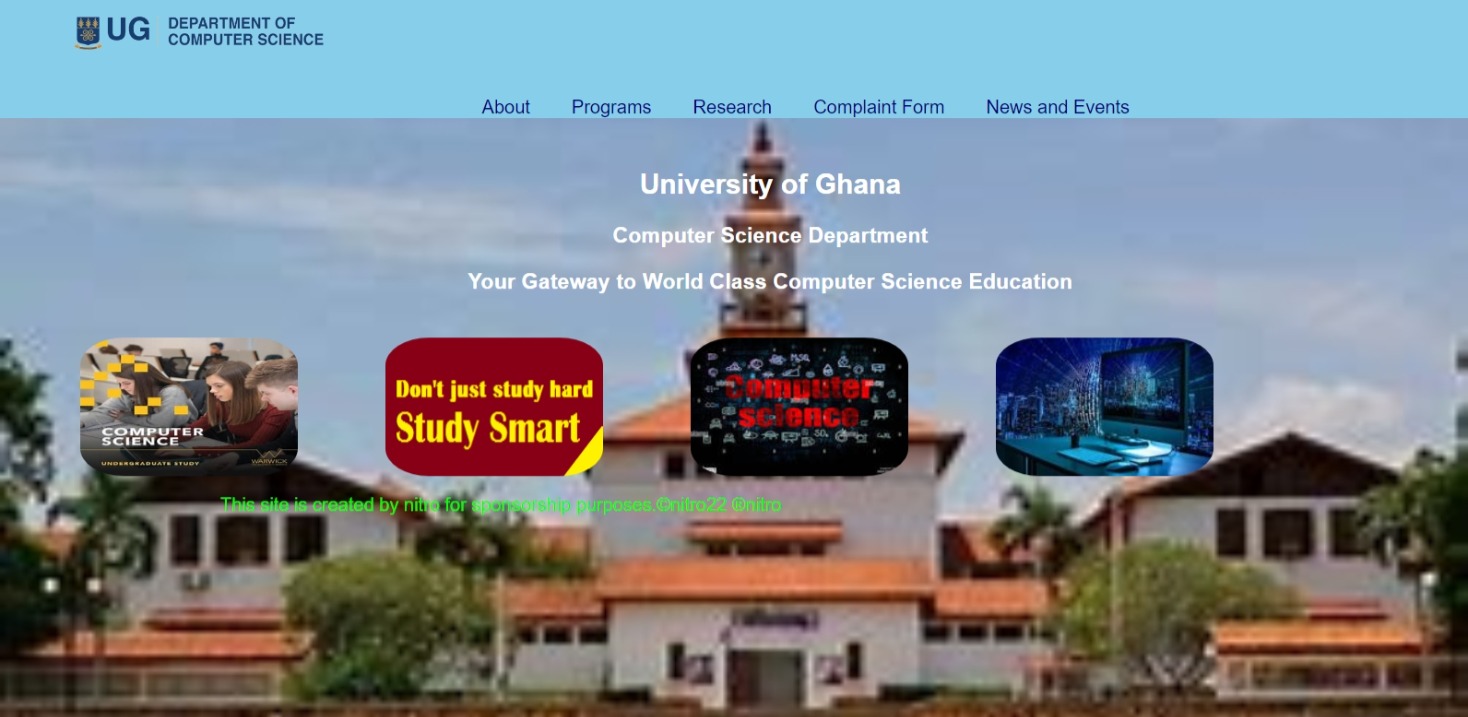 UG
DEPARTMENT OF
COMPUTER SCIENCE
About Programs Research Complaint Form News and Events
University of Ghana
Computer Science Department
Your Gateway to World Class Computer Science Education
COMPUTER
SCIENCE
UNDERGRADUATE STUDY
WARWICK
Don't just study hard
Study Smart
Computer
science
This site is created by nitro for sponsorship purposes.©nitro22 ®nitro